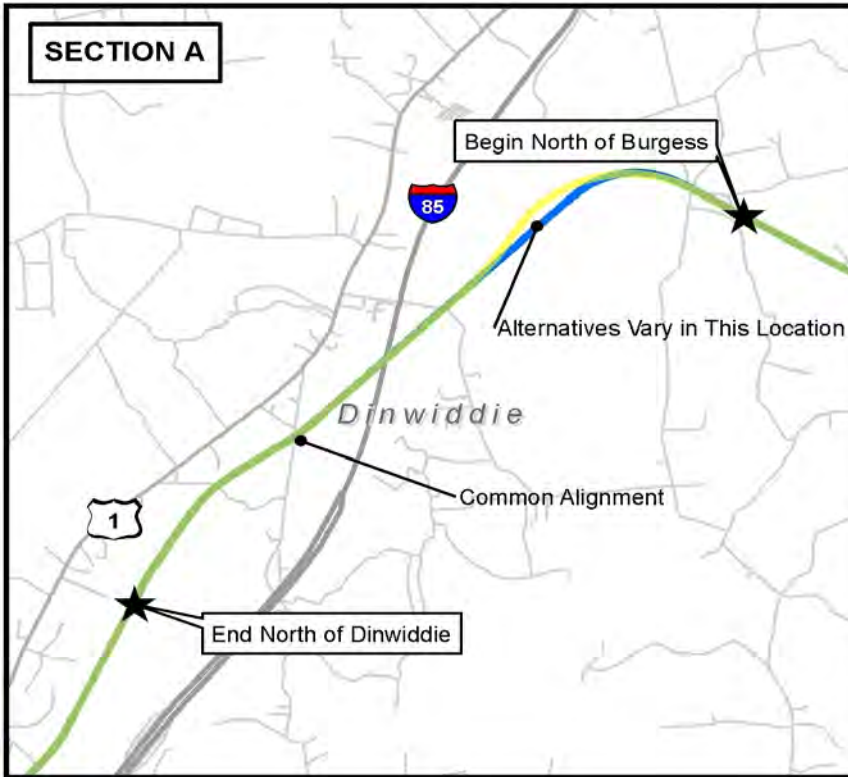 SECTION A
Begin North of Burgess
85
Alternatives Vary in This Location
Dinwiddie
Common Alignment
1
End North of Dinwiddie